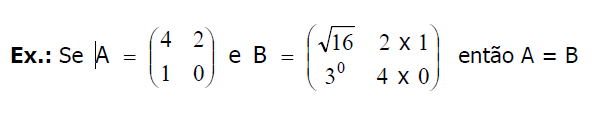 Ex.: Se A = ( 4 2 ; 1 0 ) e B = ( √16 2 x 1 ; 3⁰ 4 x 0 ) então A = B